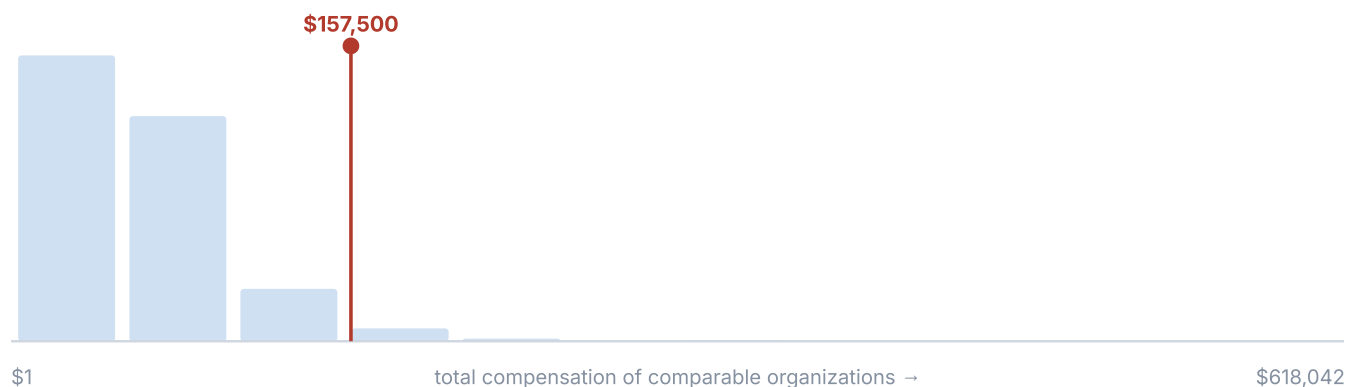 $157,500
$1
total compensation of comparable organizations →
$618,042